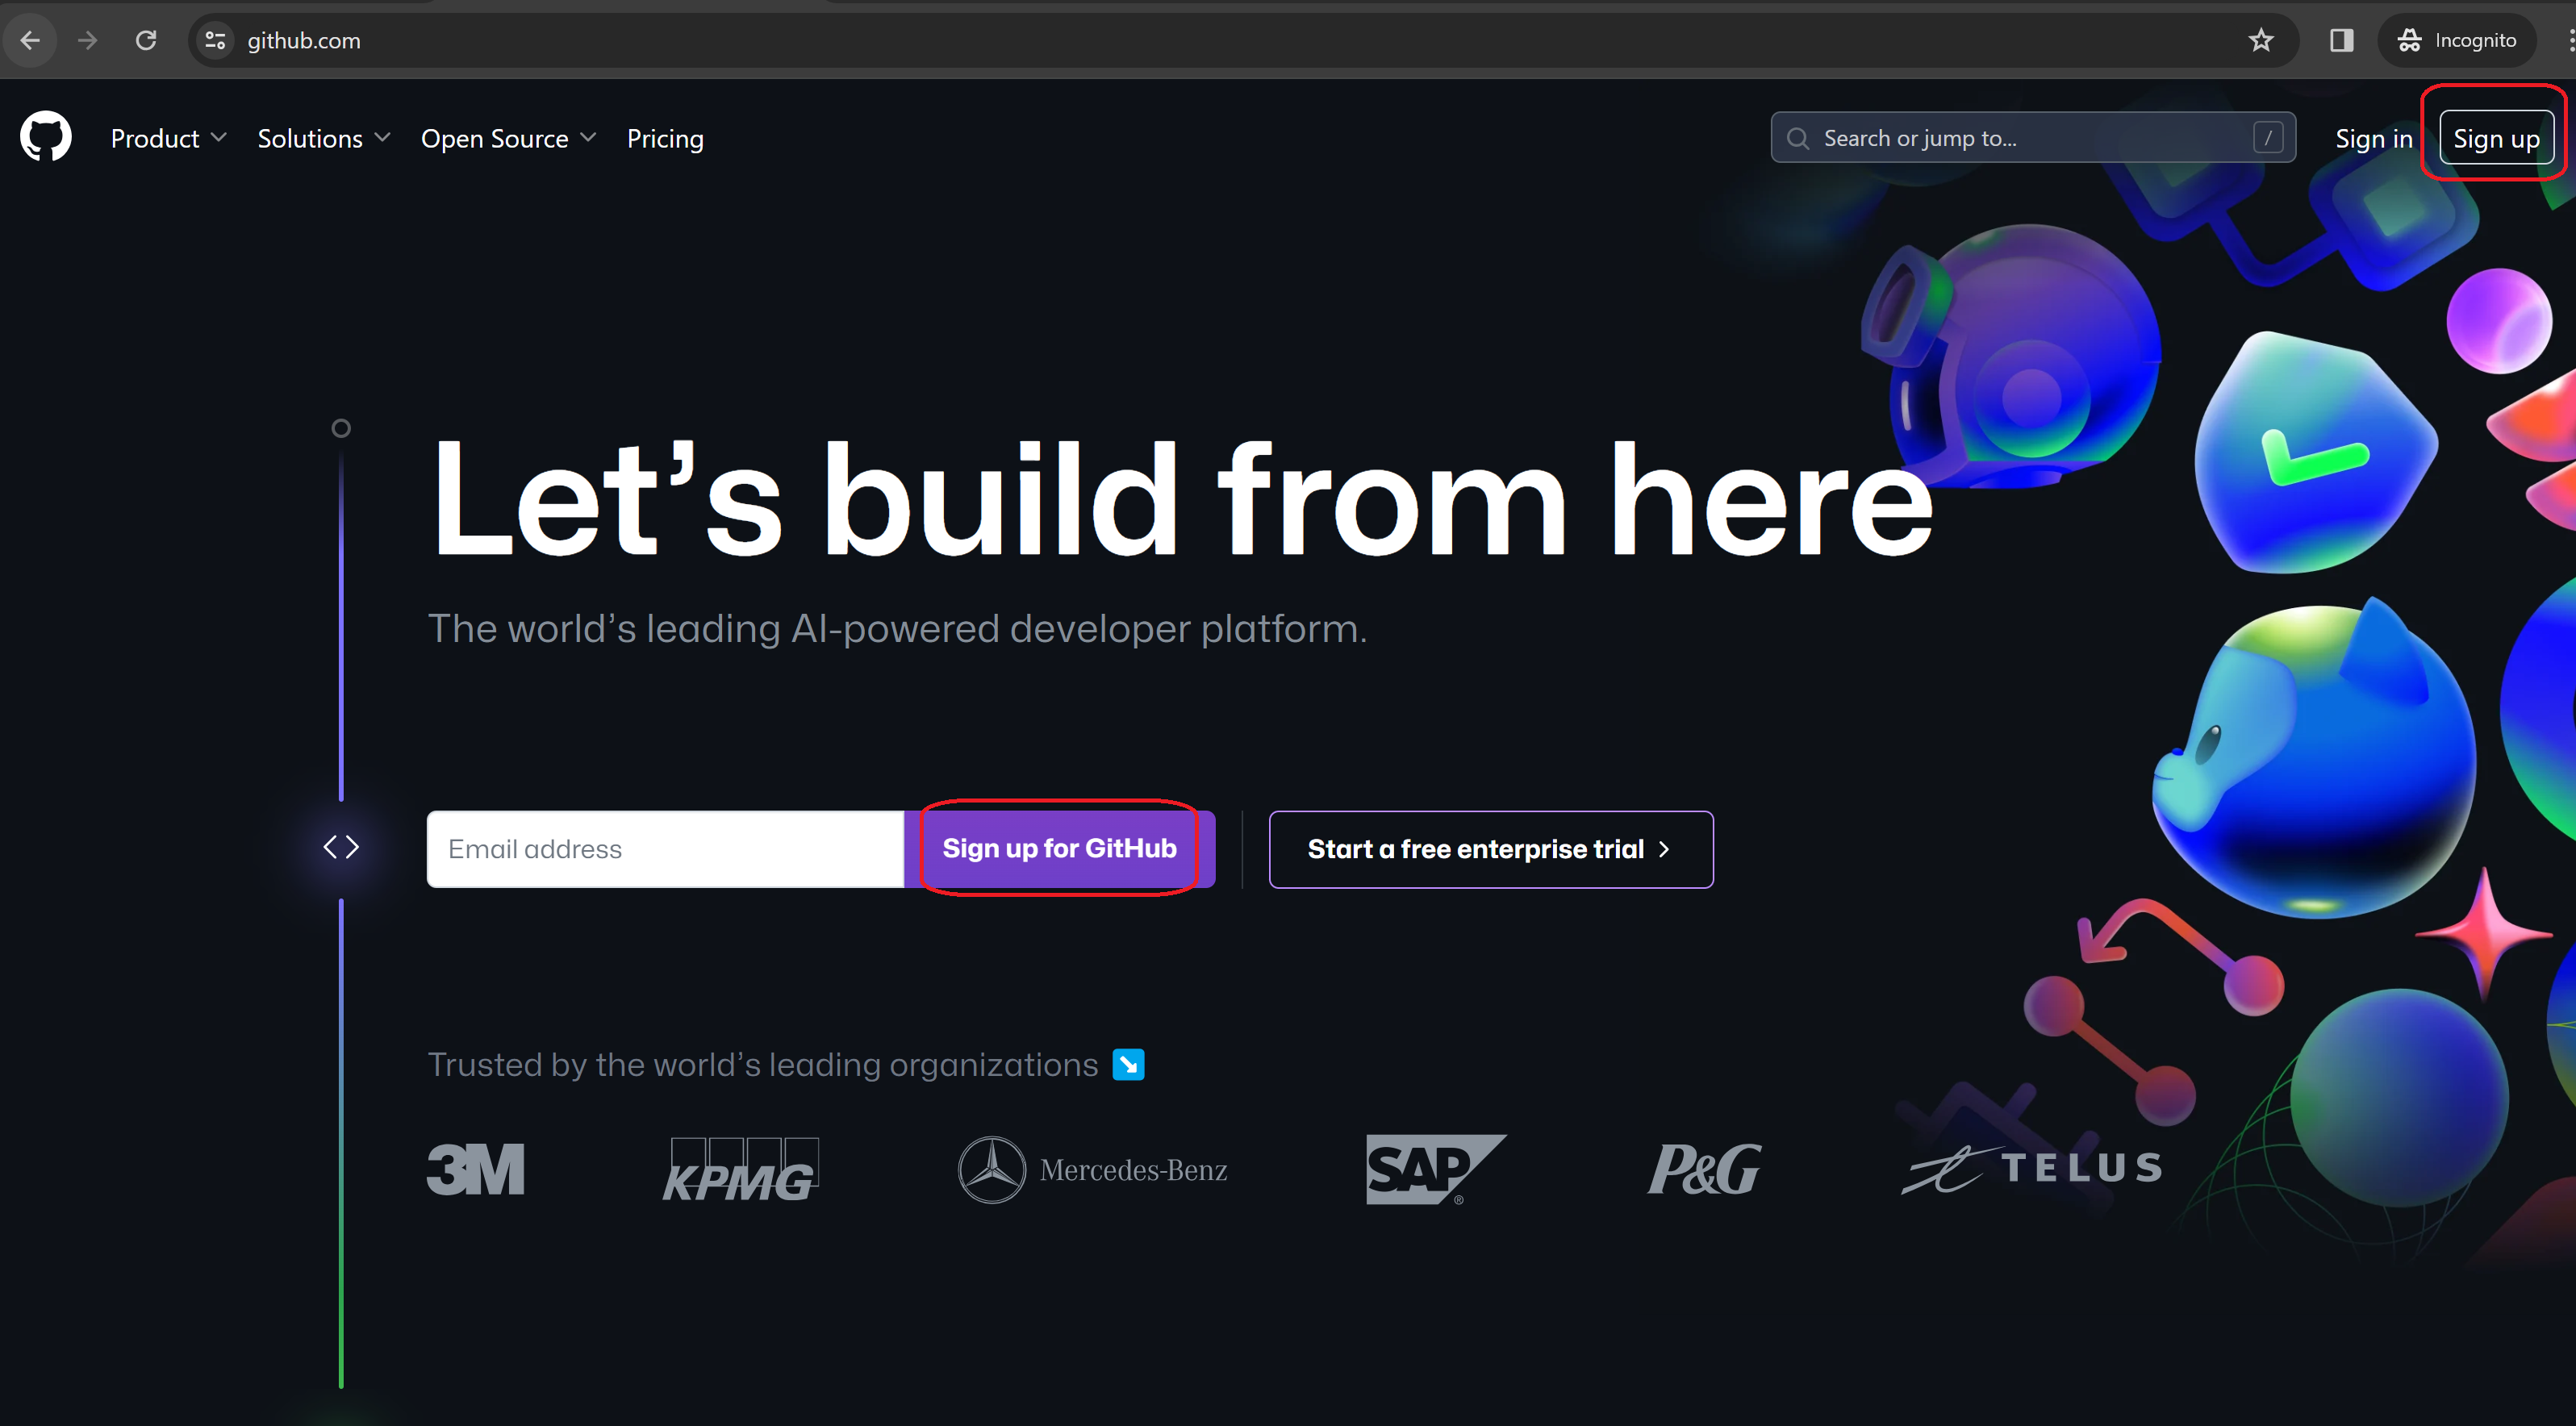 github.com
Incognito
Product
Solutions
Open Source
Pricing
Search or jump to...
/
Sign in
Sign up
Let’s build from here
The world’s leading AI-powered developer platform.
Email address
Sign up for GitHub
Start a free enterprise trial
Trusted by the world’s leading organizations
3M
KPMG
Mercedes-Benz
SAP®
P&G
TELUS